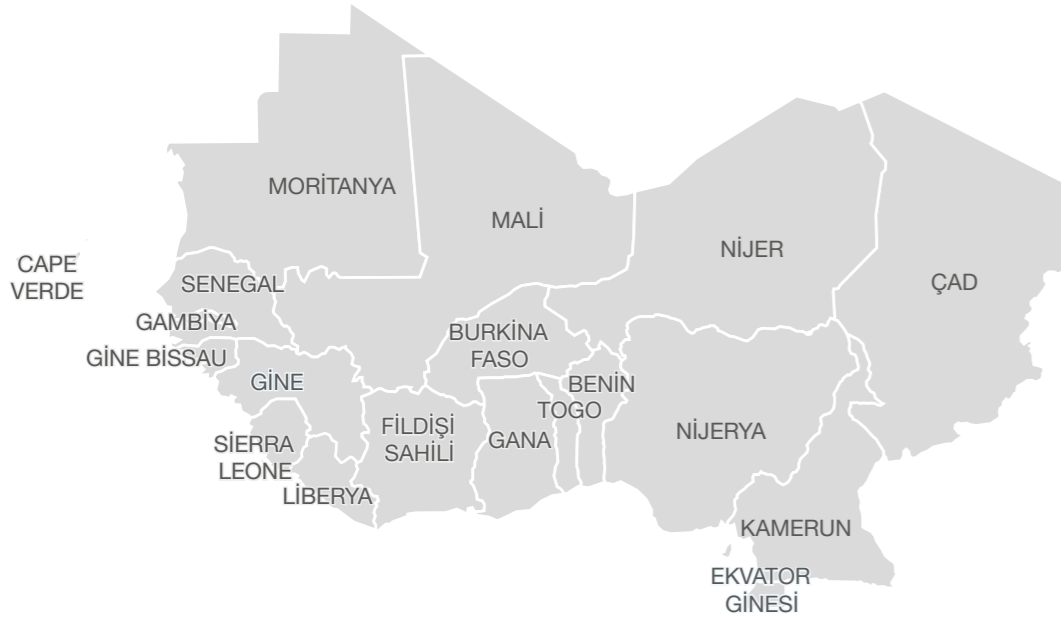 MORİTANYA
MALİ
NİJER
CAPE
VERDE
SENEGAL
ÇAD
GAMBİYA
BURKİNA
FASO
GİNE BİSSAU
GİNE
BENİN
TOGO
FİLDİŞİ
SAHİLİ
GANA
NİJERYA
SİERRA
LEONE
LİBERYA
KAMERUN
EKVATOR
GİNESİ